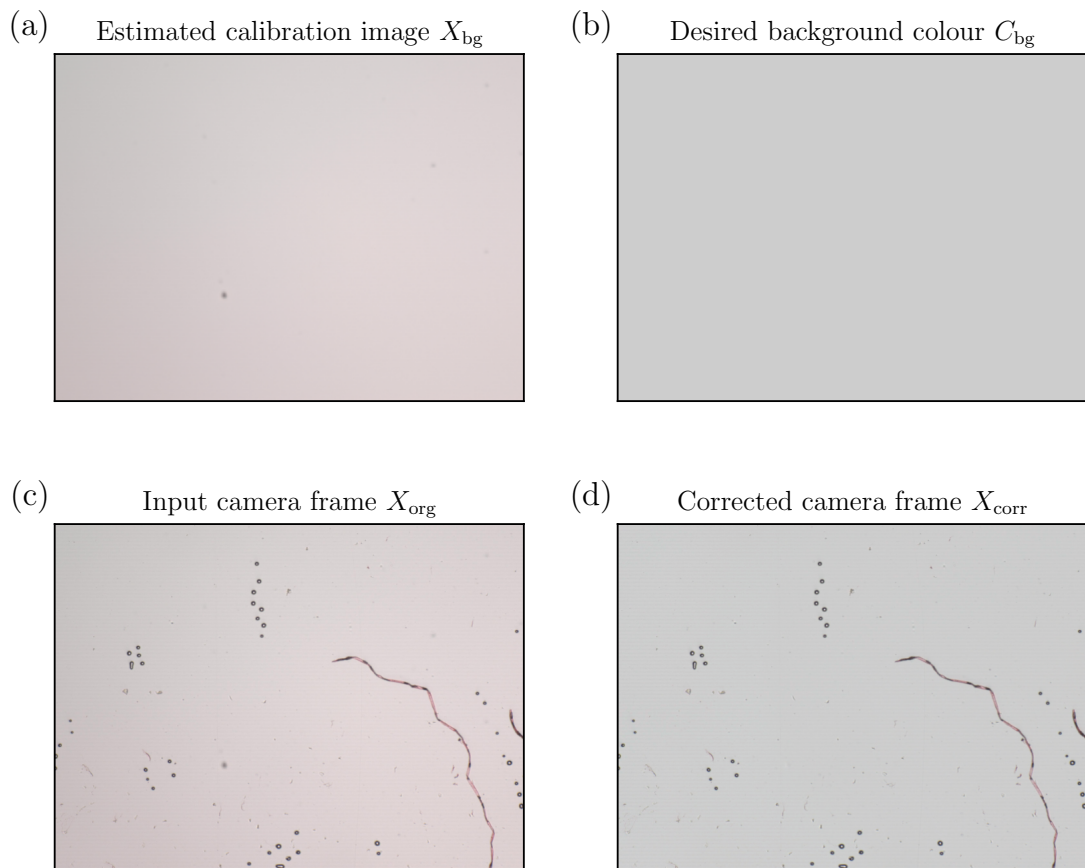 (a) Estimated calibration image X_bg
(b) Desired background colour C_bg
(c) Input camera frame X_org
(d) Corrected camera frame X_corr